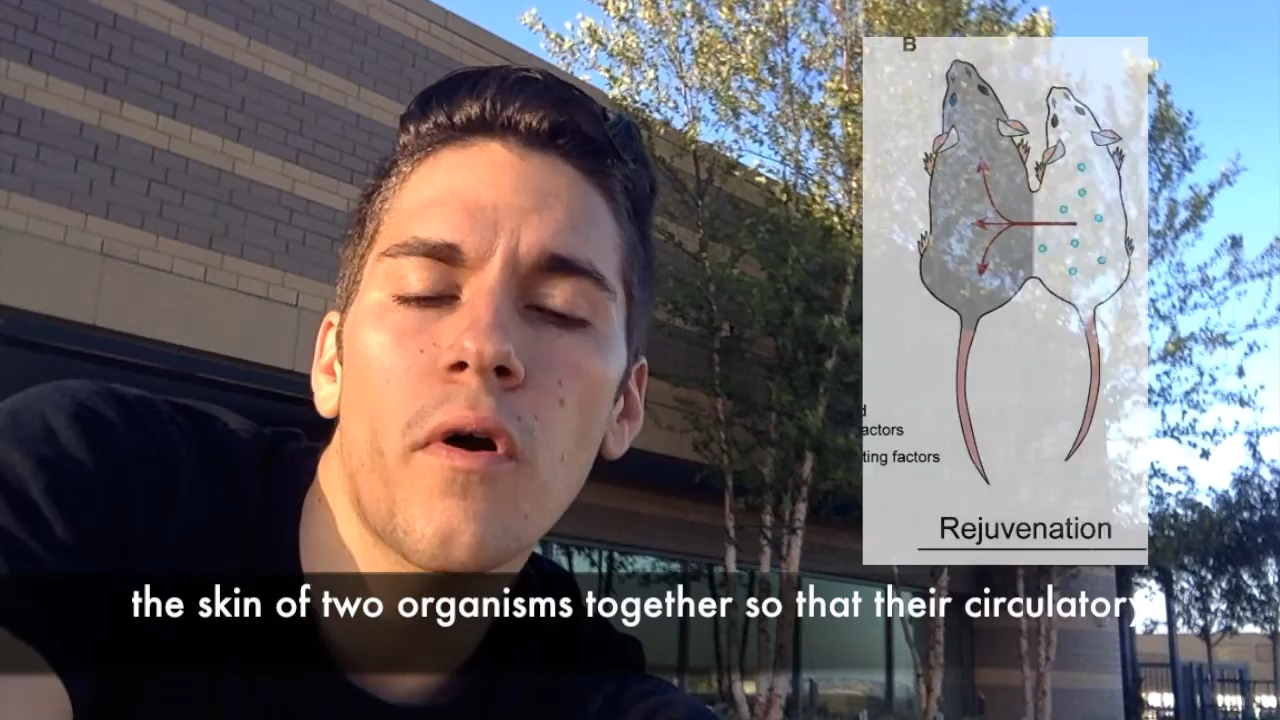 B
actors
ting factors
Rejuvenation
the skin of two organisms together so that their circulatory